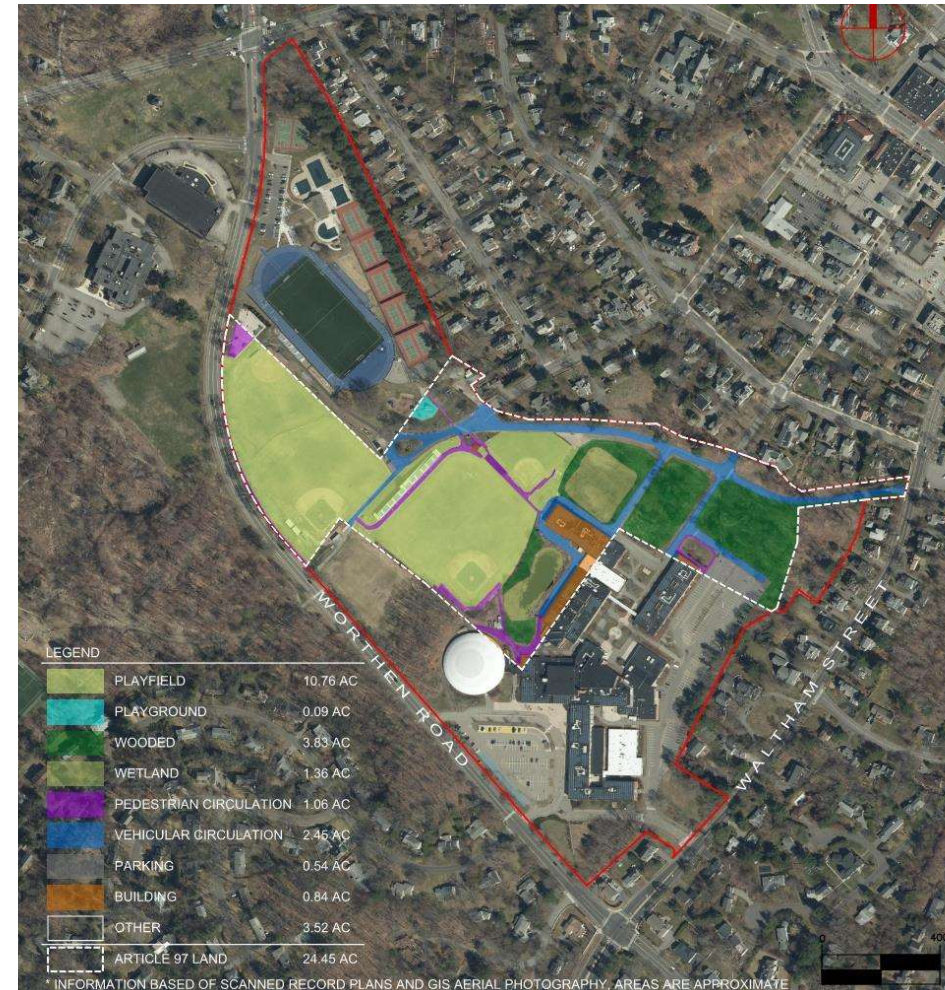 WORTHEN ROAD
WALTHAM STREET
LEGEND
PLAYFIELD 10.76 AC
PLAYGROUND 0.09 AC
WOODED 3.83 AC
WETLAND 1.36 AC
PEDESTRIAN CIRCULATION 1.06 AC
VEHICULAR CIRCULATION 2.45 AC
PARKING 0.54 AC
BUILDING 0.84 AC
OTHER 3.52 AC
ARTICLE 97 LAND 24.45 AC
0
* INFORMATION BASED OF SCANNED RECORD PLANS AND GIS AERIAL PHOTOGRAPHY. AREAS ARE APPROXIMATE